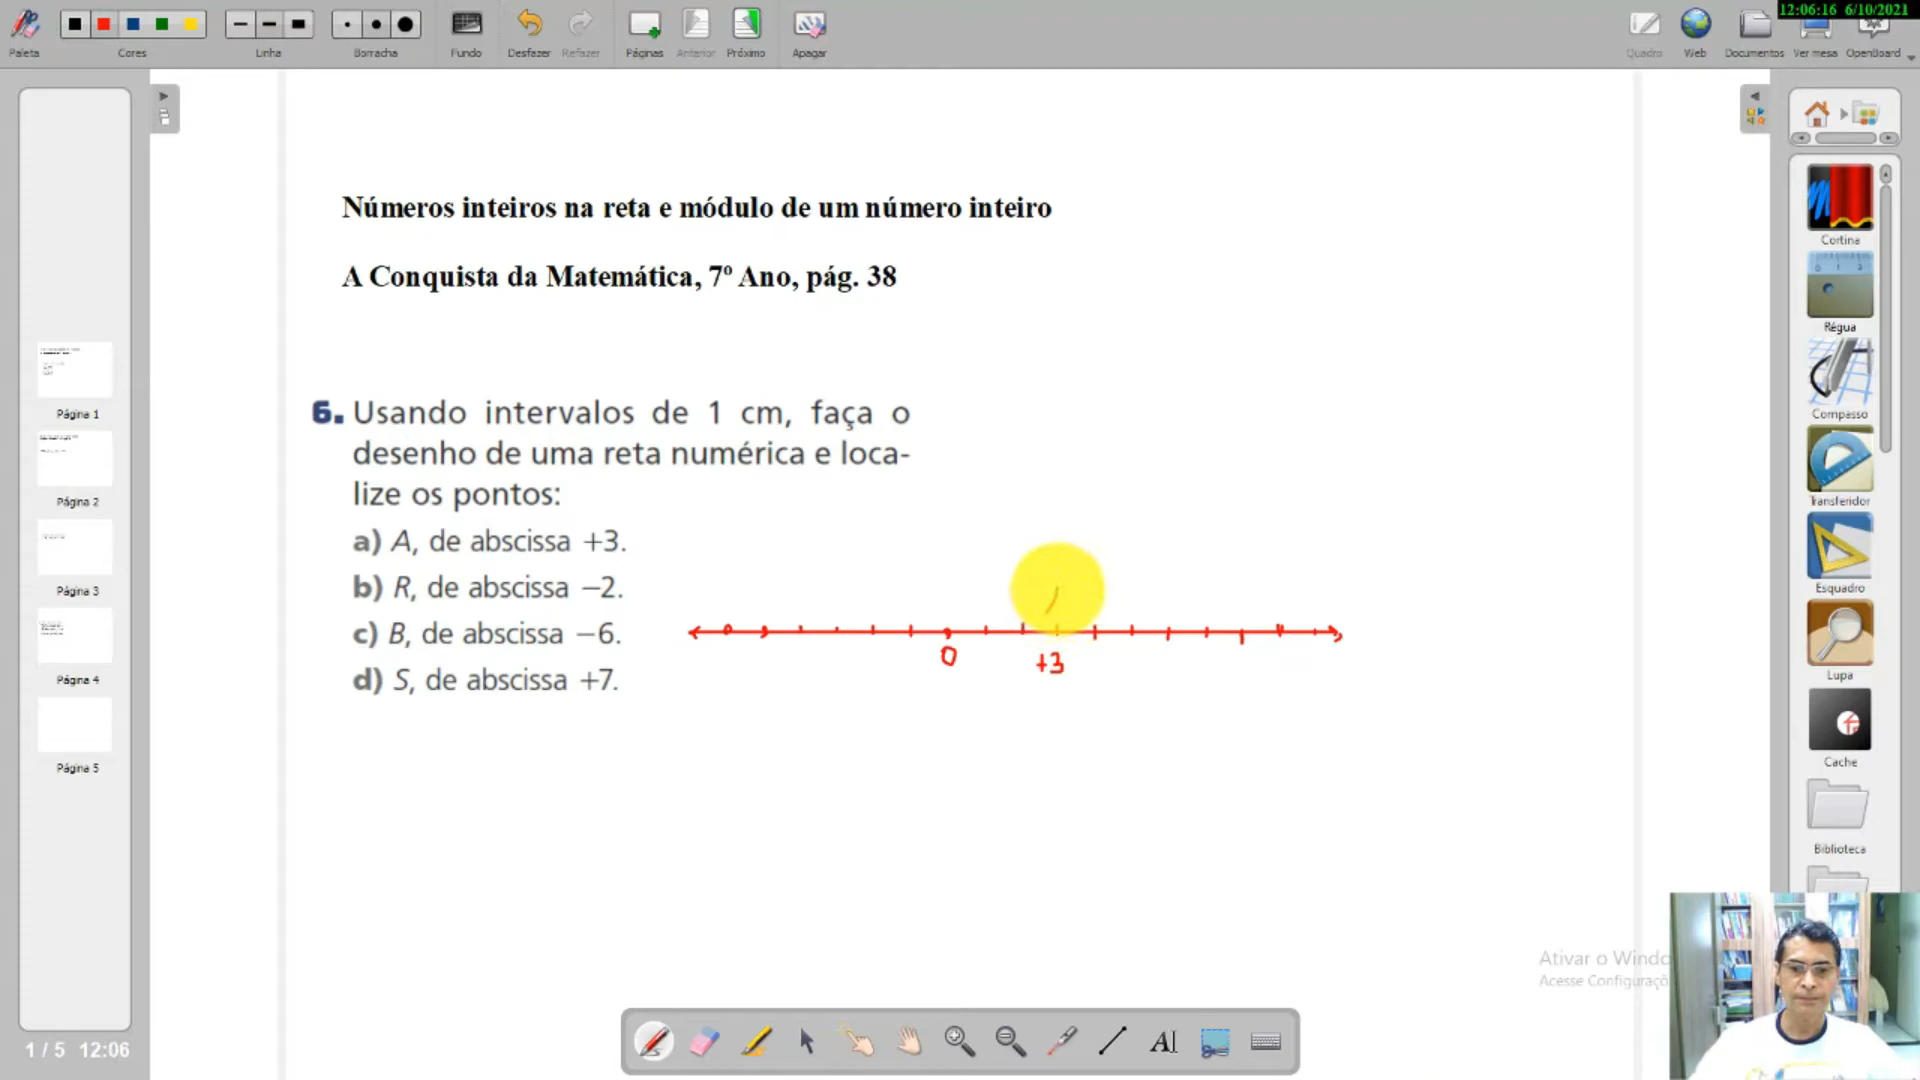 12:06:16 6/10/2021
Paleta
Cores
Linha
Borracha
Fundo
Desfazer
Refazer
Páginas
Anterior
Próximo
Apagar
Quadro
Web
Documentos
Ver mesa
OpenBoard
Números inteiros na reta e módulo de um número inteiro
A Conquista da Matemática, 7º Ano, pág. 38
6. Usando intervalos de 1 cm, faça o
desenho de uma reta numérica e loca-
lize os pontos:
a) A, de abscissa +3.
b) R, de abscissa −2.
c) B, de abscissa −6.
d) S, de abscissa +7.
0
+3
Página 1
Página 2
Página 3
Página 4
Página 5
1 / 5 12:06
Cortina
Régua
Compasso
Transferidor
Esquadro
Lupa
Cache
Biblioteca
Ativar o Windo
Acesse Configuraçõ